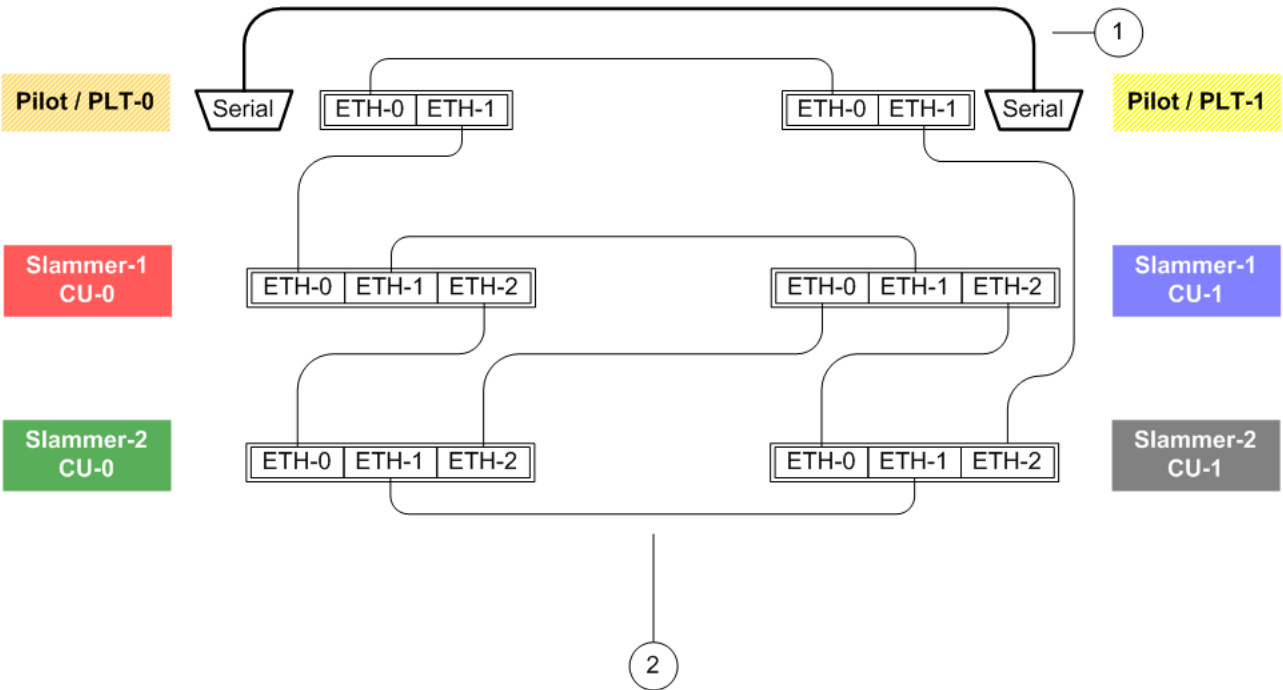 1
Pilot / PLT-0
Serial
ETH-0 ETH-1
ETH-0 ETH-1
Serial
Pilot / PLT-1
Slammer-1
CU-0
ETH-0 ETH-1 ETH-2
ETH-0 ETH-1 ETH-2
Slammer-1
CU-1
Slammer-2
CU-0
ETH-0 ETH-1 ETH-2
ETH-0 ETH-1 ETH-2
Slammer-2
CU-1
2